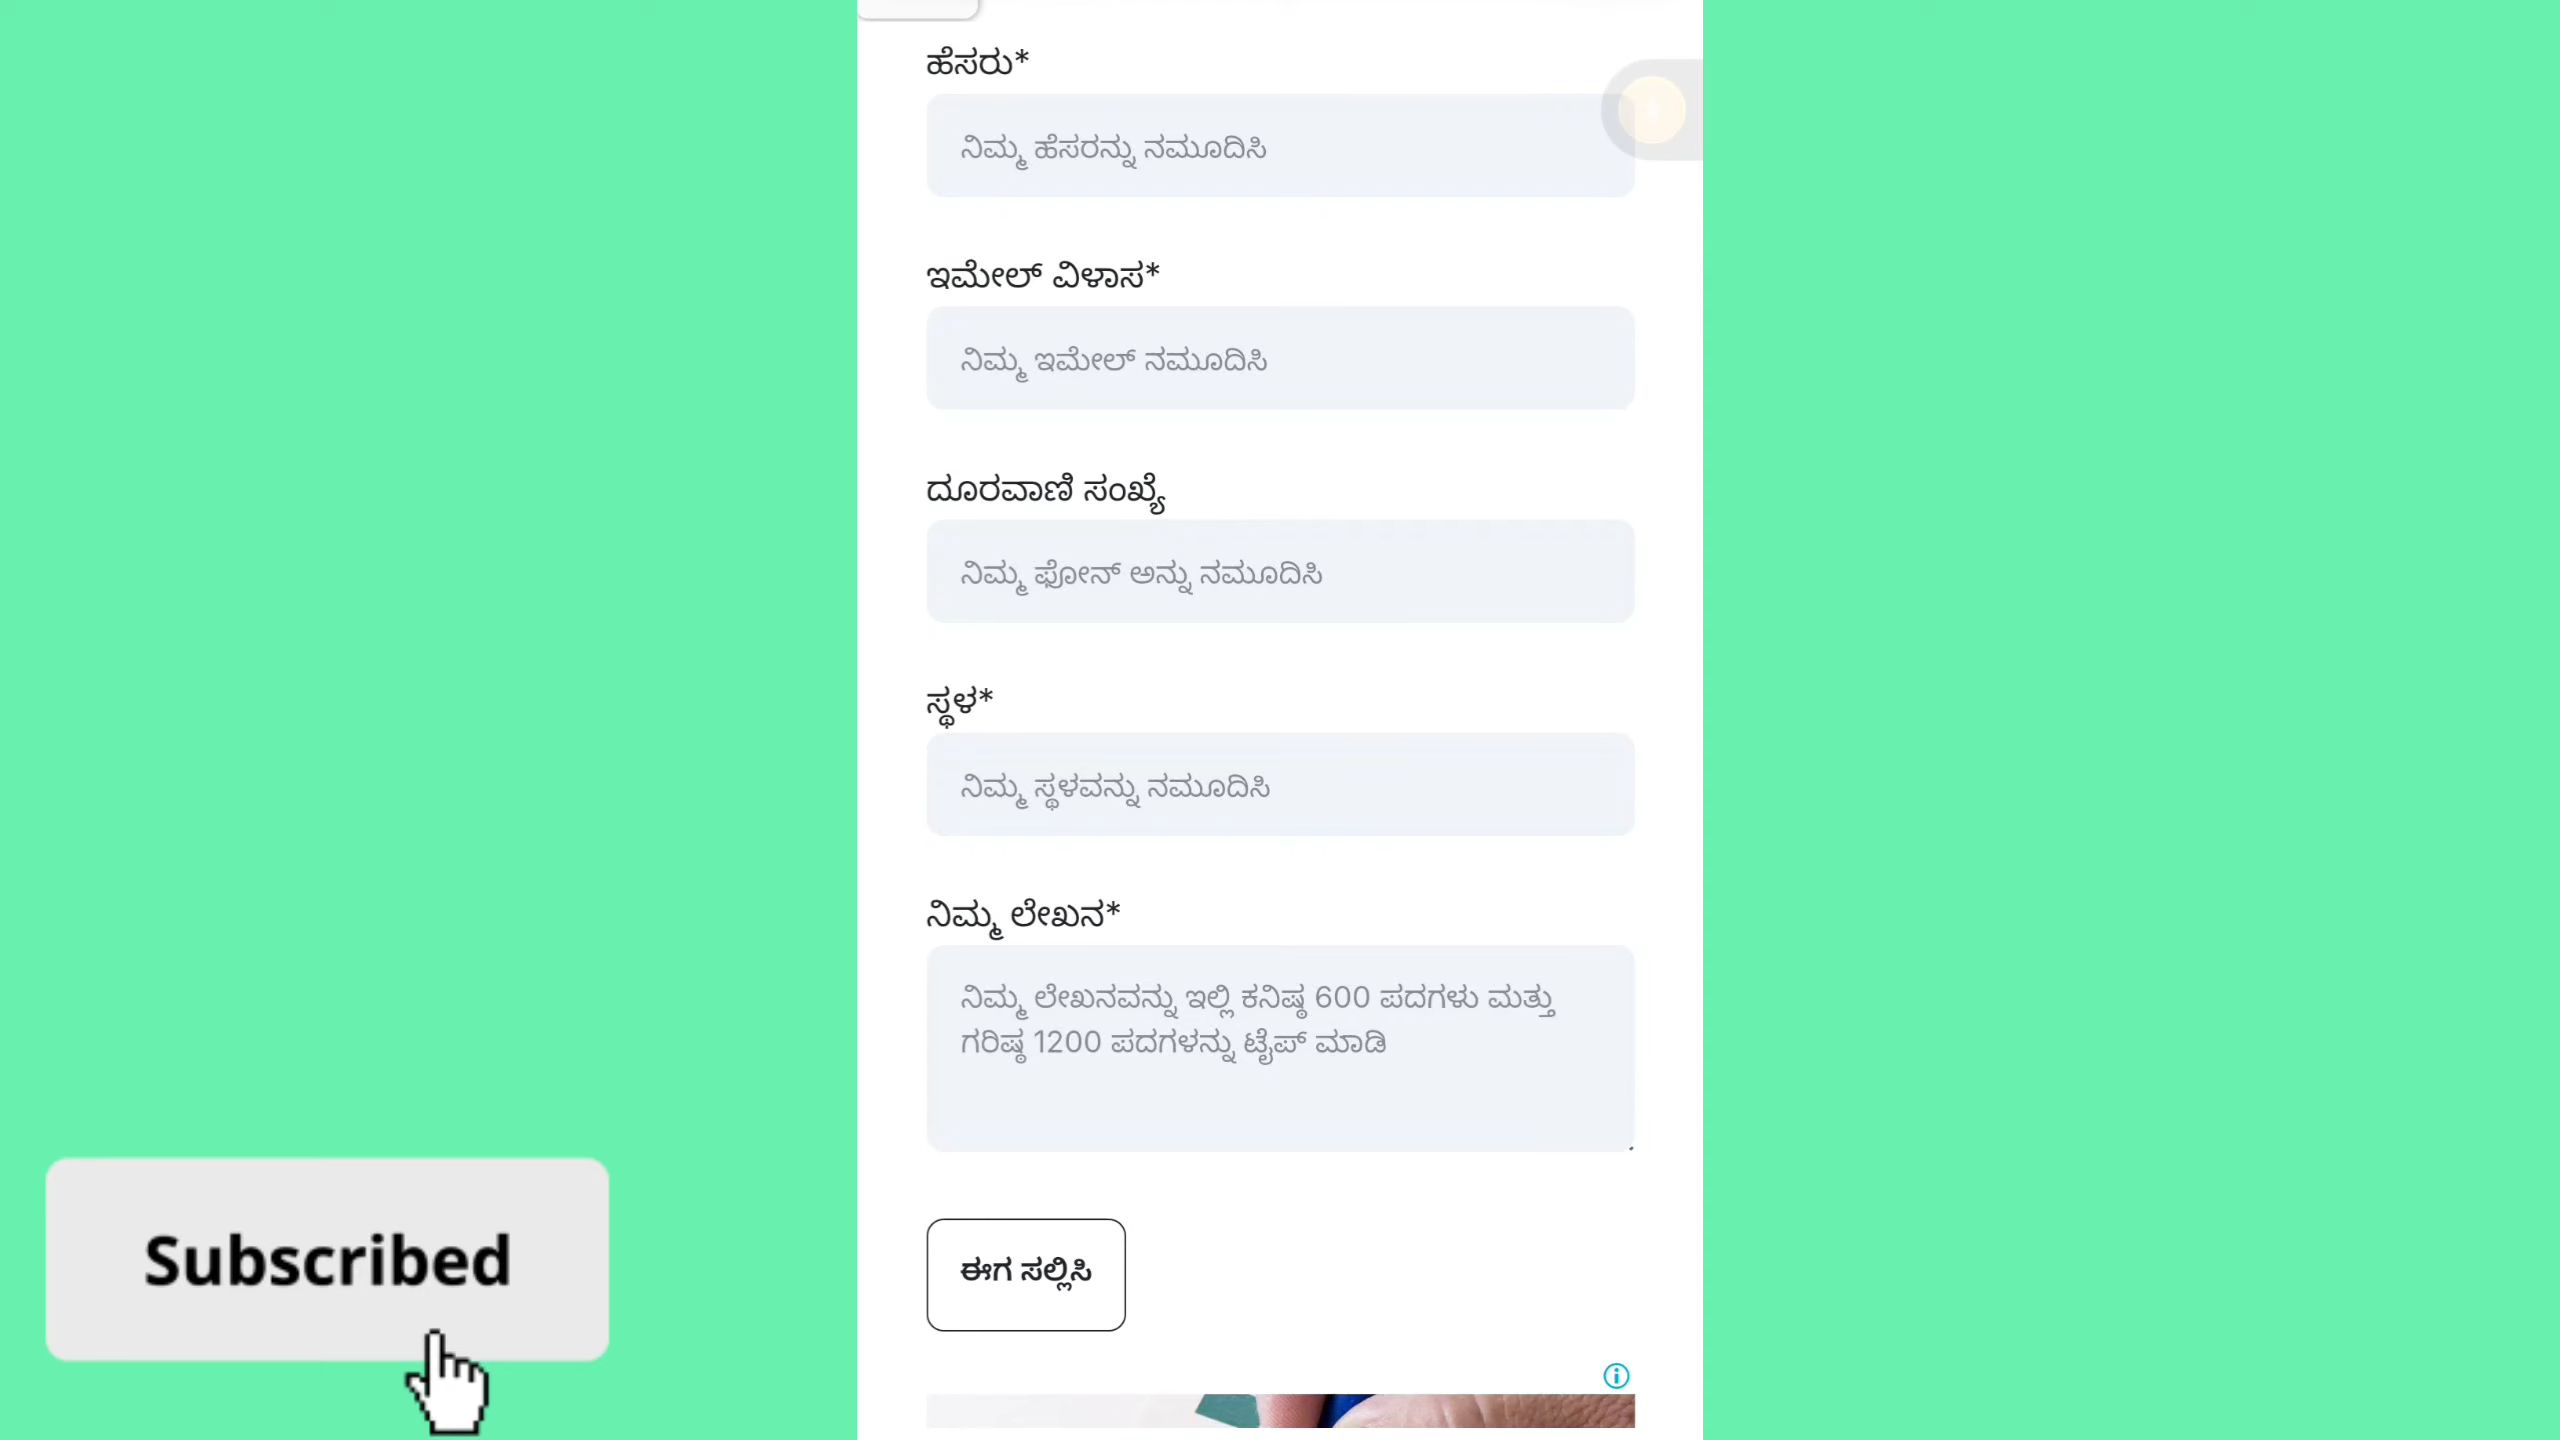 ಹೆಸರು*
ನಿಮ್ಮ ಹೆಸರನ್ನು ನಮೂದಿಸಿ
ಇಮೇಲ್ ವಿಳಾಸ*
ನಿಮ್ಮ ಇಮೇಲ್ ನಮೂದಿಸಿ
ದೂರವಾಣಿ ಸಂಖ್ಯೆ
ನಿಮ್ಮ ಫೋನ್ ಅನ್ನು ನಮೂದಿಸಿ
ಸ್ಥಳ*
ನಿಮ್ಮ ಸ್ಥಳವನ್ನು ನಮೂದಿಸಿ
ನಿಮ್ಮ ಲೇಖನ*
ನಿಮ್ಮ ಲೇಖನವನ್ನು ಇಲ್ಲಿ ಕನಿಷ್ಠ 600 ಪದಗಳು ಮತ್ತು
ಗರಿಷ್ಠ 1200 ಪದಗಳನ್ನು ಟೈಪ್ ಮಾಡಿ
ಈಗ ಸಲ್ಲಿಸಿ
Subscribed